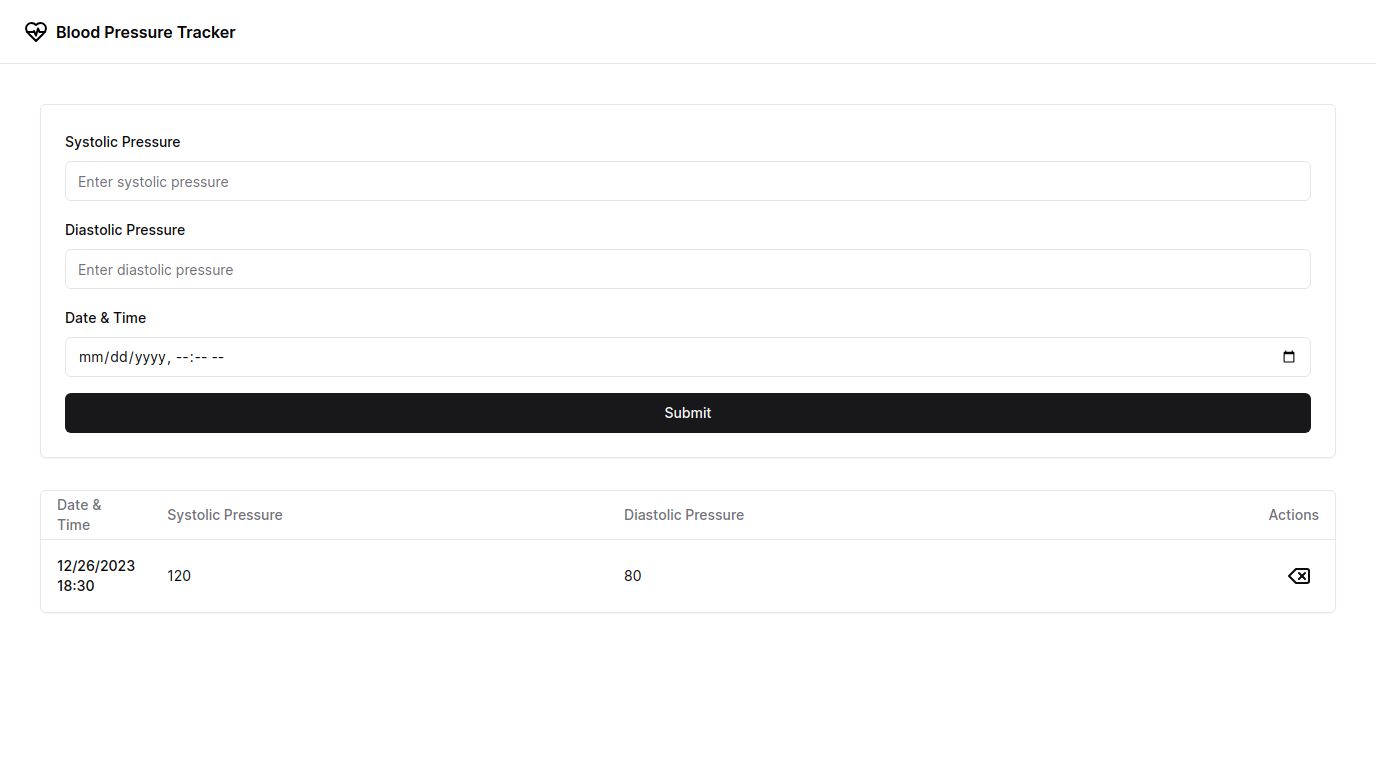 Blood Pressure Tracker
Systolic Pressure
Enter systolic pressure
Diastolic Pressure
Enter diastolic pressure
Date & Time
mm/dd/yyyy, --:-- --
Submit
Date &
Time
Systolic Pressure
Diastolic Pressure
Actions
12/26/2023
18:30
120
80